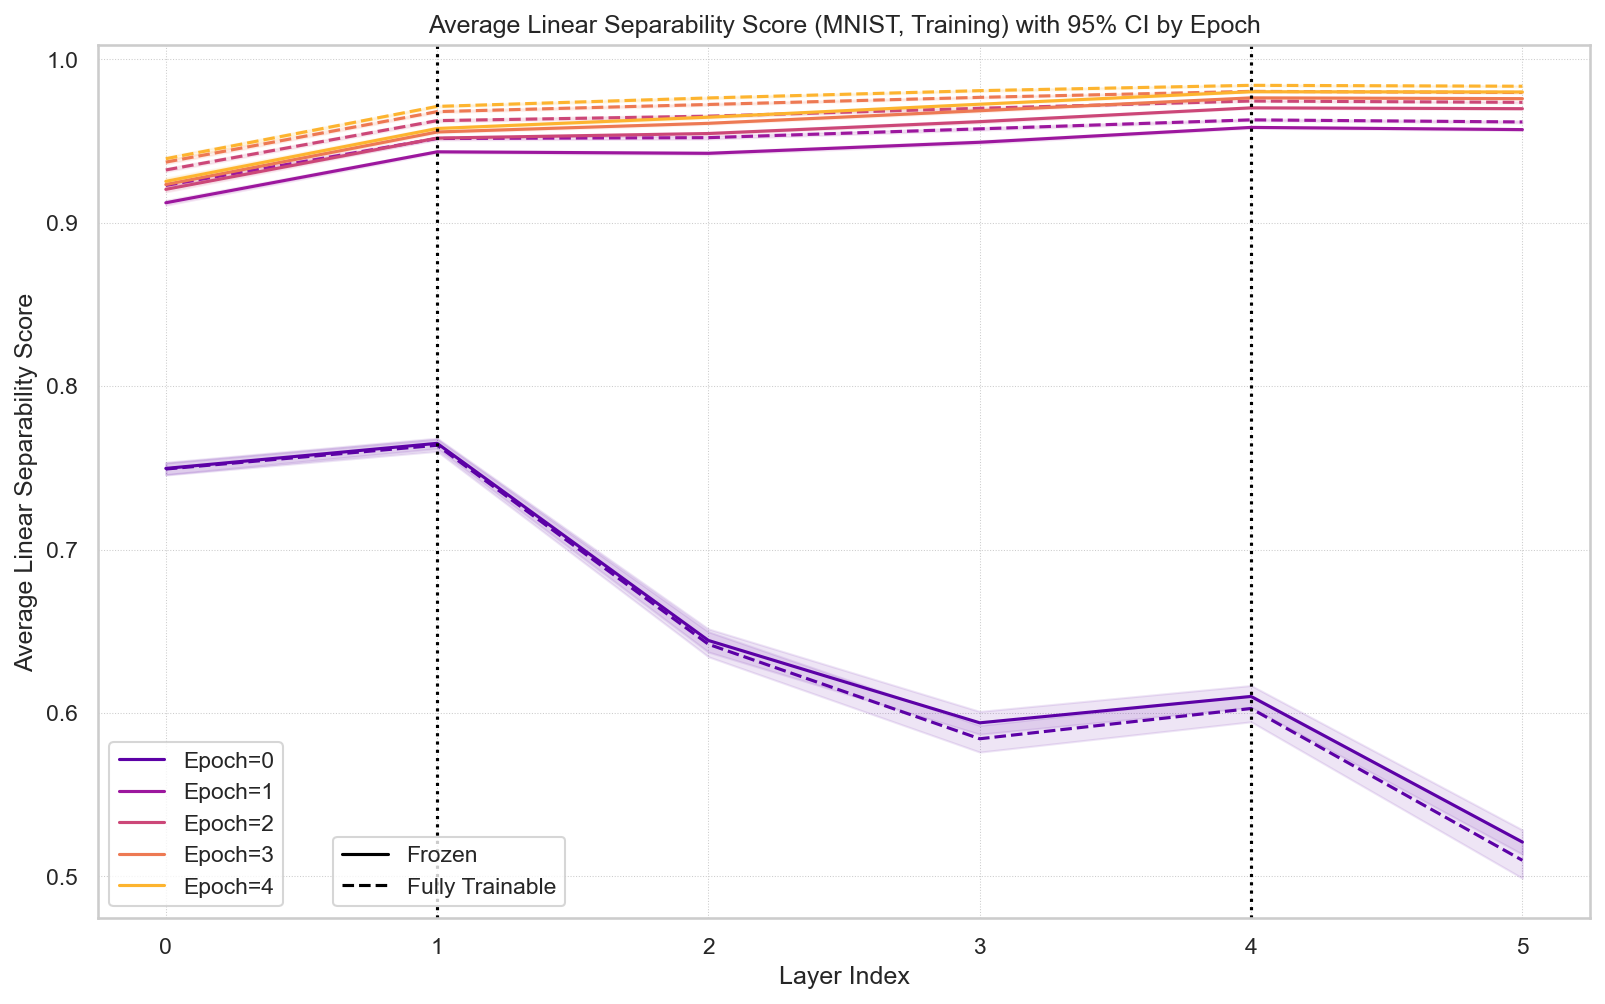 Average Linear Separability Score (MNIST, Training) with 95% CI by Epoch
Average Linear Separability Score
1.0
0.9
0.8
0.7
0.6
0.5
Epoch=0
Epoch=1
Epoch=2
Epoch=3
Epoch=4
Frozen
Fully Trainable
0 1 2 3 4 5
Layer Index